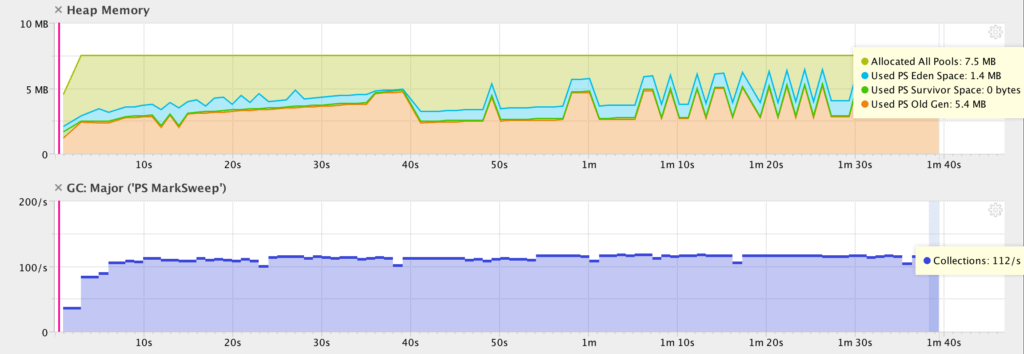 × Heap Memory
10 MB
5 MB
0
Allocated All Pools: 7.5 MB
Used PS Eden Space: 1.4 MB
Used PS Survivor Space: 0 bytes
Used PS Old Gen: 5.4 MB
10s 20s 30s 40s 50s 1m 1m 10s 1m 20s 1m 30s 1m 40s
× GC: Major ('PS MarkSweep')
200/s
100/s
0
Collections: 112/s
10s 20s 30s 40s 50s 1m 1m 10s 1m 20s 1m 30s 1m 40s